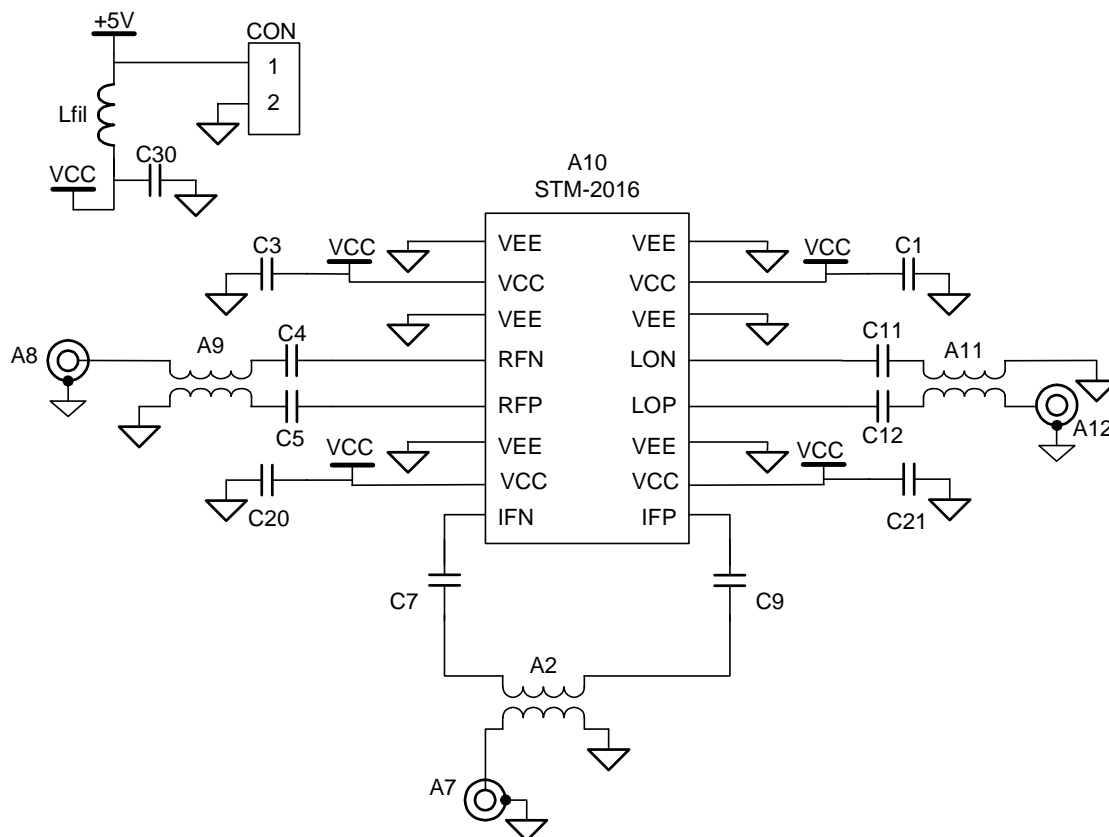 +5V
CON
1
2
Lfil
C30
VCC
A10
STM-2016
C3
VCC
VEE
VEE
VCC
C1
VCC
VCC
VEE
VEE
A8
A9
C4
C11
A11
RFN
LON
RFP
LOP
C5
C12
A12
VEE
VEE
VCC
VCC
VCC
VCC
C20
C21
IFN
IFP
C7
C9
A2
A7